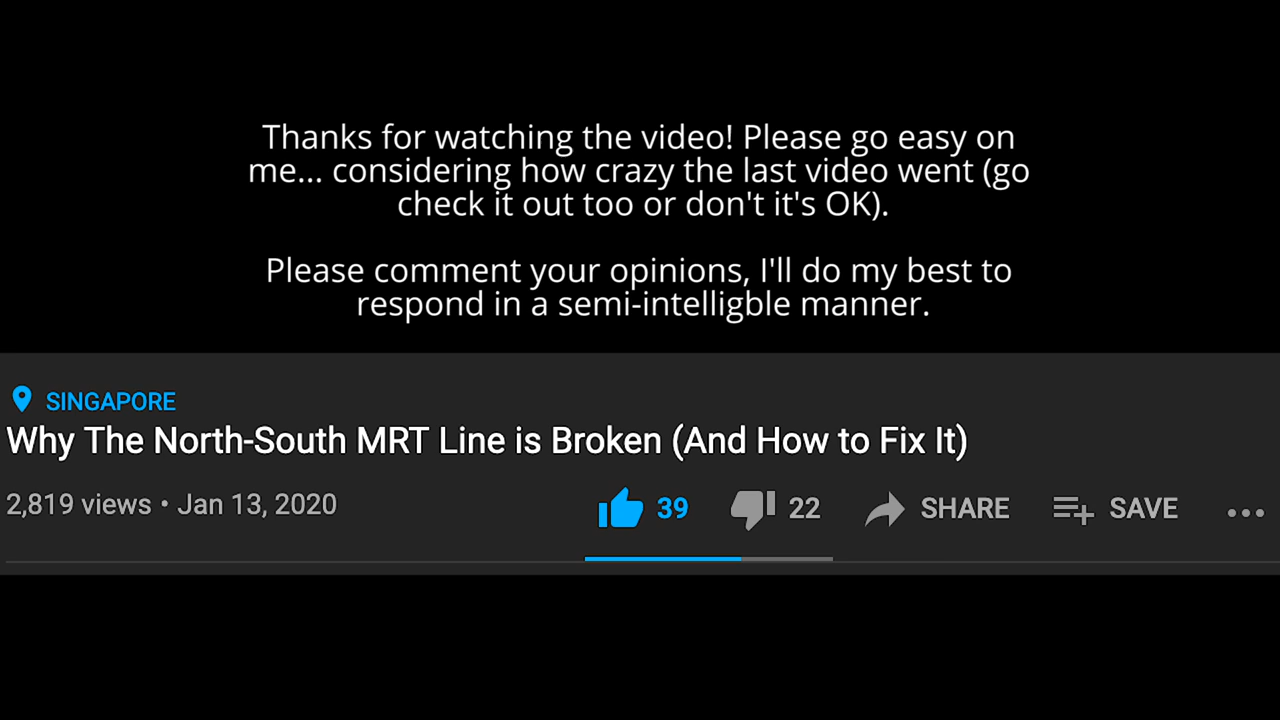 Thanks for watching the video! Please go easy on
me... considering how crazy the last video went (go
check it out too or don't it's OK).
Please comment your opinions, I'll do my best to
respond in a semi-intelligble manner.
SINGAPORE
Why The North-South MRT Line is Broken (And How to Fix It)
2,819 views • Jan 13, 2020
39
22
SHARE
SAVE